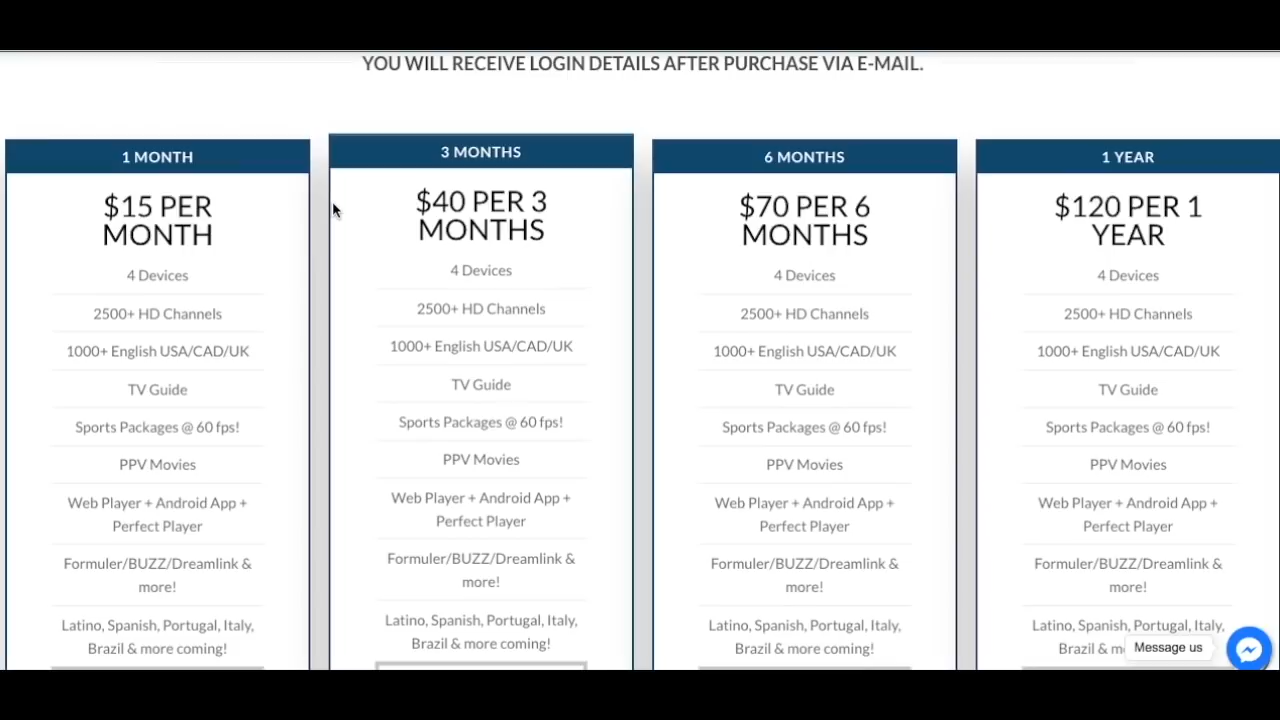 YOU WILL RECEIVE LOGIN DETAILS AFTER PURCHASE VIA E-MAIL.
1 MONTH
$15 PER
MONTH
4 Devices
2500+ HD Channels
1000+ English USA/CAD/UK
TV Guide
Sports Packages @ 60 fps!
PPV Movies
Web Player + Android App +
Perfect Player
Formuler/BUZZ/Dreamlink &
more!
Latino, Spanish, Portugal, Italy,
Brazil & more coming!
3 MONTHS
$40 PER 3
MONTHS
4 Devices
2500+ HD Channels
1000+ English USA/CAD/UK
TV Guide
Sports Packages @ 60 fps!
PPV Movies
Web Player + Android App +
Perfect Player
Formuler/BUZZ/Dreamlink &
more!
Latino, Spanish, Portugal, Italy,
Brazil & more coming!
6 MONTHS
$70 PER 6
MONTHS
4 Devices
2500+ HD Channels
1000+ English USA/CAD/UK
TV Guide
Sports Packages @ 60 fps!
PPV Movies
Web Player + Android App +
Perfect Player
Formuler/BUZZ/Dreamlink &
more!
Latino, Spanish, Portugal, Italy,
Brazil & more coming!
1 YEAR
$120 PER 1
YEAR
4 Devices
2500+ HD Channels
1000+ English USA/CAD/UK
TV Guide
Sports Packages @ 60 fps!
PPV Movies
Web Player + Android App +
Perfect Player
Formuler/BUZZ/Dreamlink &
more!
Latino, Spanish, Portugal, Italy,
Brazil &
Message us